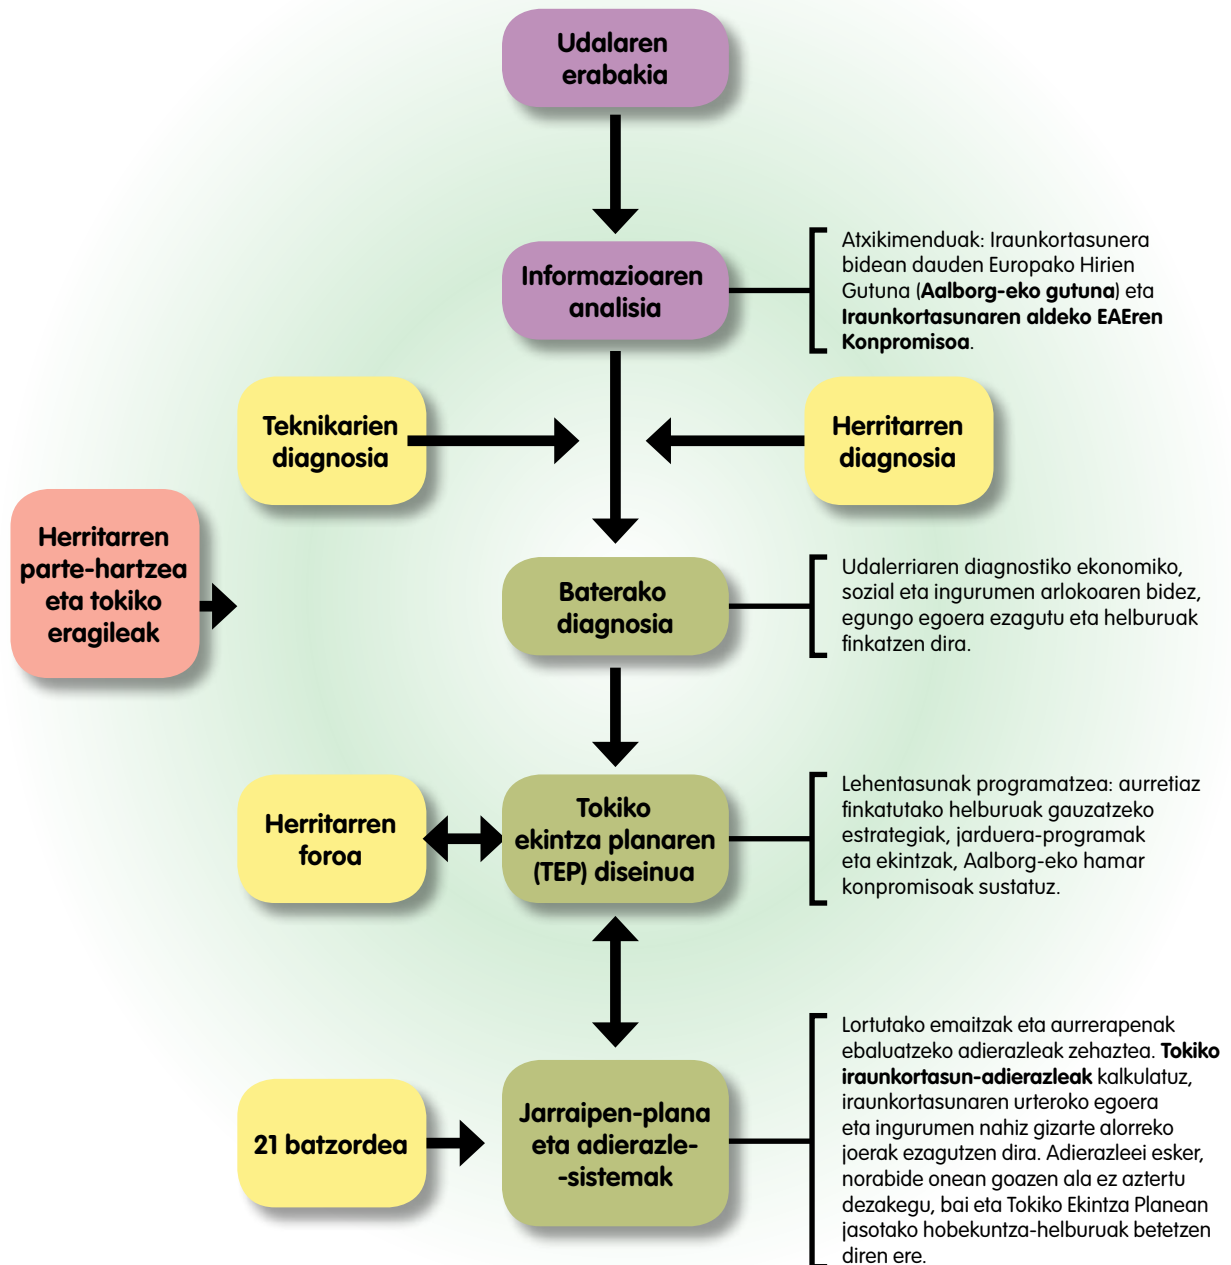 Udalaren
erabakia
Informazioaren
analisia
Atxikimenduak: Iraunkortasunera
bidean dauden Europako Hirien
Gutuna (Aalborg-eko gutuna) eta
Iraunkortasunaren aldeko EAEren
Konpromisoa.
Teknikarien
diagnosia
Herritarren
diagnosia
Herritarren
parte-hartzea
eta tokiko
eragileak
Baterako
diagnosia
Udalerriaren diagnostiko ekonomiko,
sozial eta ingurumen arlokoaren bidez,
egungo egoera ezagutu eta helburuak
finkatzen dira.
Herritarren
foroa
Tokiko
ekintza planaren
(TEP) diseinua
Lehentasunak programatzea: aurretiaz
finkatutako helburuak gauzatzeko
estrategiak, jarduera-programak
eta ekintzak, Aalborg-eko hamar
konpromisoak sustatuz.
21 batzordea
Jarraipen-plana
eta adierazle-
-sistemak
Lortutako emaitzak eta aurrerapenak
ebaluatzeko adierazleak zehaztea. Tokiko
iraunkortasun-adierazleak kalkulatuz,
iraunkortasunaren urteroko egoera
eta ingurumen nahiz gizarte alorreko
joerak ezagutzen dira. Adierazleei esker,
norabide onean goazen ala ez aztertu
dezakegu, bai eta Tokiko Ekintza Planean
jasotako hobekuntza-helburuak betetzen
diren ere.